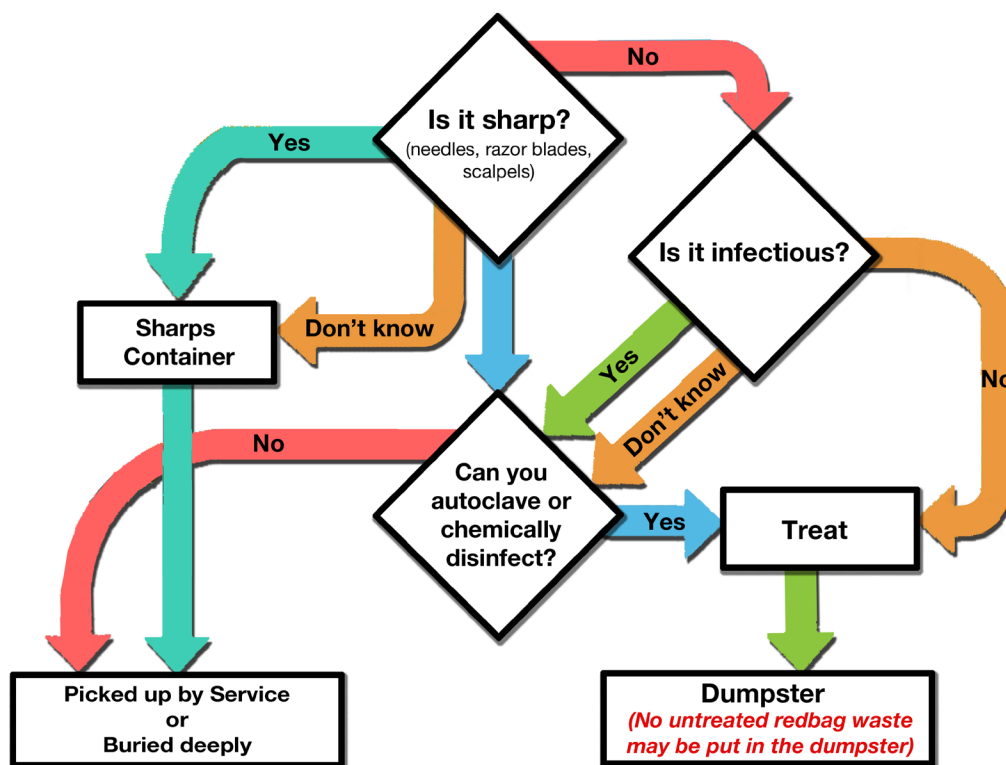 No
Is it sharp?
(needles, razor blades,
scalpels)
Yes
Is it infectious?
Don't know
Sharps
Container
Yes
Don't know
No
No
Can you
autoclave or
chemically
disinfect?
Yes
Treat
Picked up by Service
or
Buried deeply
Dumpster
(No untreated redbag waste
may be put in the dumpster)